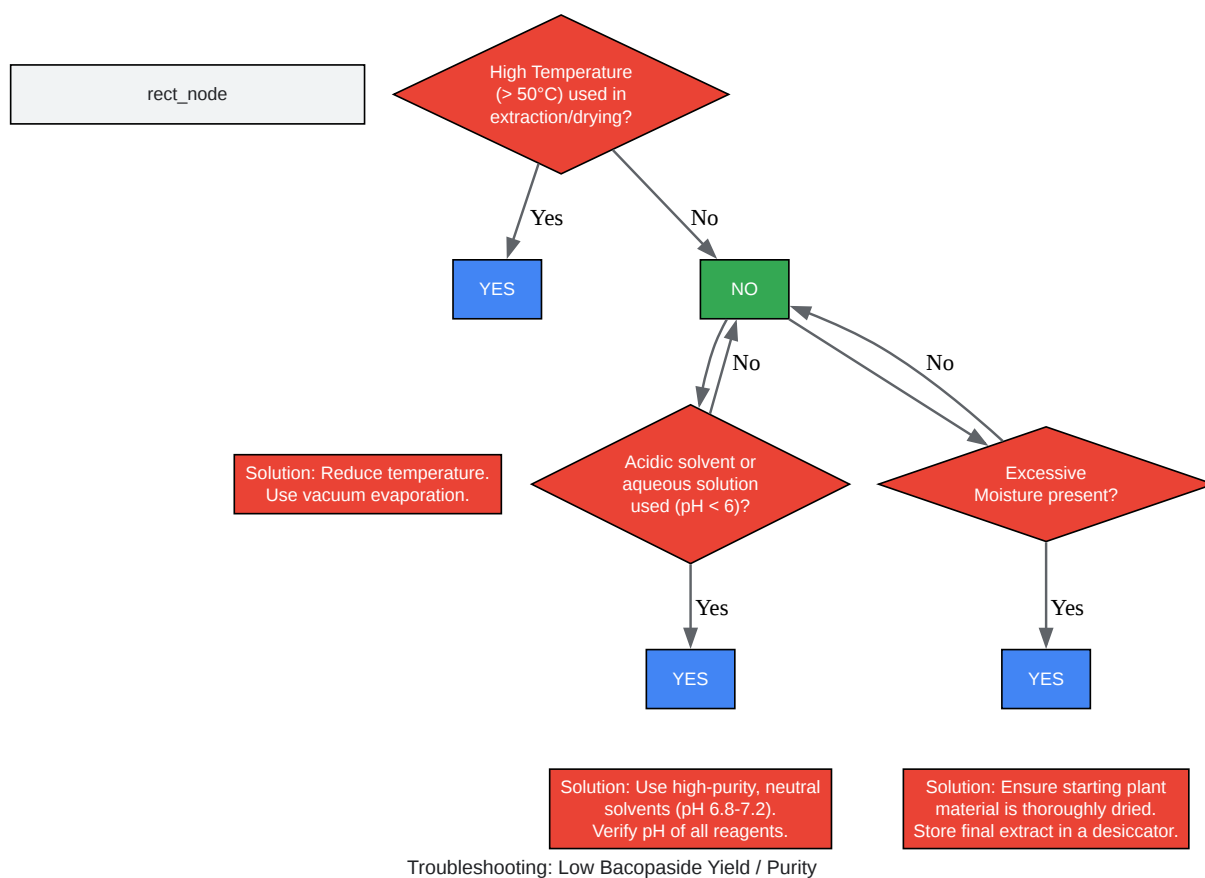 High Temperature
(> 50°C) used in
extraction/drying?
rect_node
Yes
No
YES
NO
No
No
Solution: Reduce temperature.
Use vacuum evaporation.
Acidic solvent or
aqueous solution
used (pH < 6)?
Excessive
Moisture present?
Yes
Yes
YES
YES
Solution: Use high-purity, neutral
solvents (pH 6.8-7.2).
Verify pH of all reagents.
Solution: Ensure starting plant
material is thoroughly dried.
Store final extract in a desiccator.
Troubleshooting: Low Bacopaside Yield / Purity